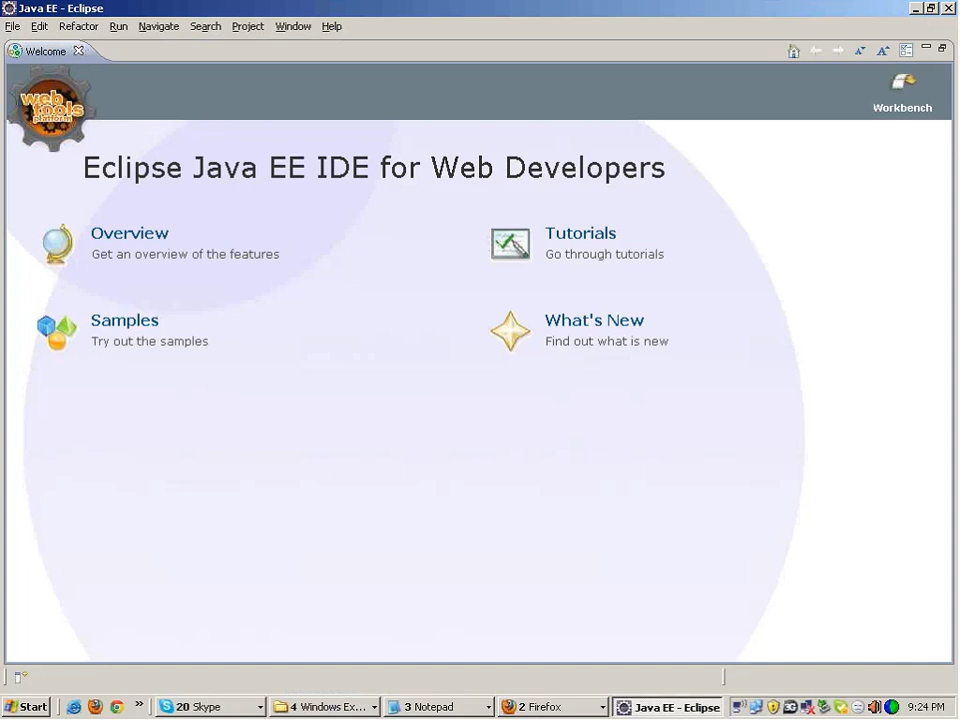 Java EE - Eclipse
File Edit Refactor Run Navigate Search Project Window Help
Welcome
web tools platform
Workbench
Eclipse Java EE IDE for Web Developers
Overview
Get an overview of the features
Tutorials
Go through tutorials
Samples
Try out the samples
What's New
Find out what is new
Start » 20 Skype 4 Windows Ex... 3 Notepad 2 Firefox Java EE - Eclipse 9:24 PM